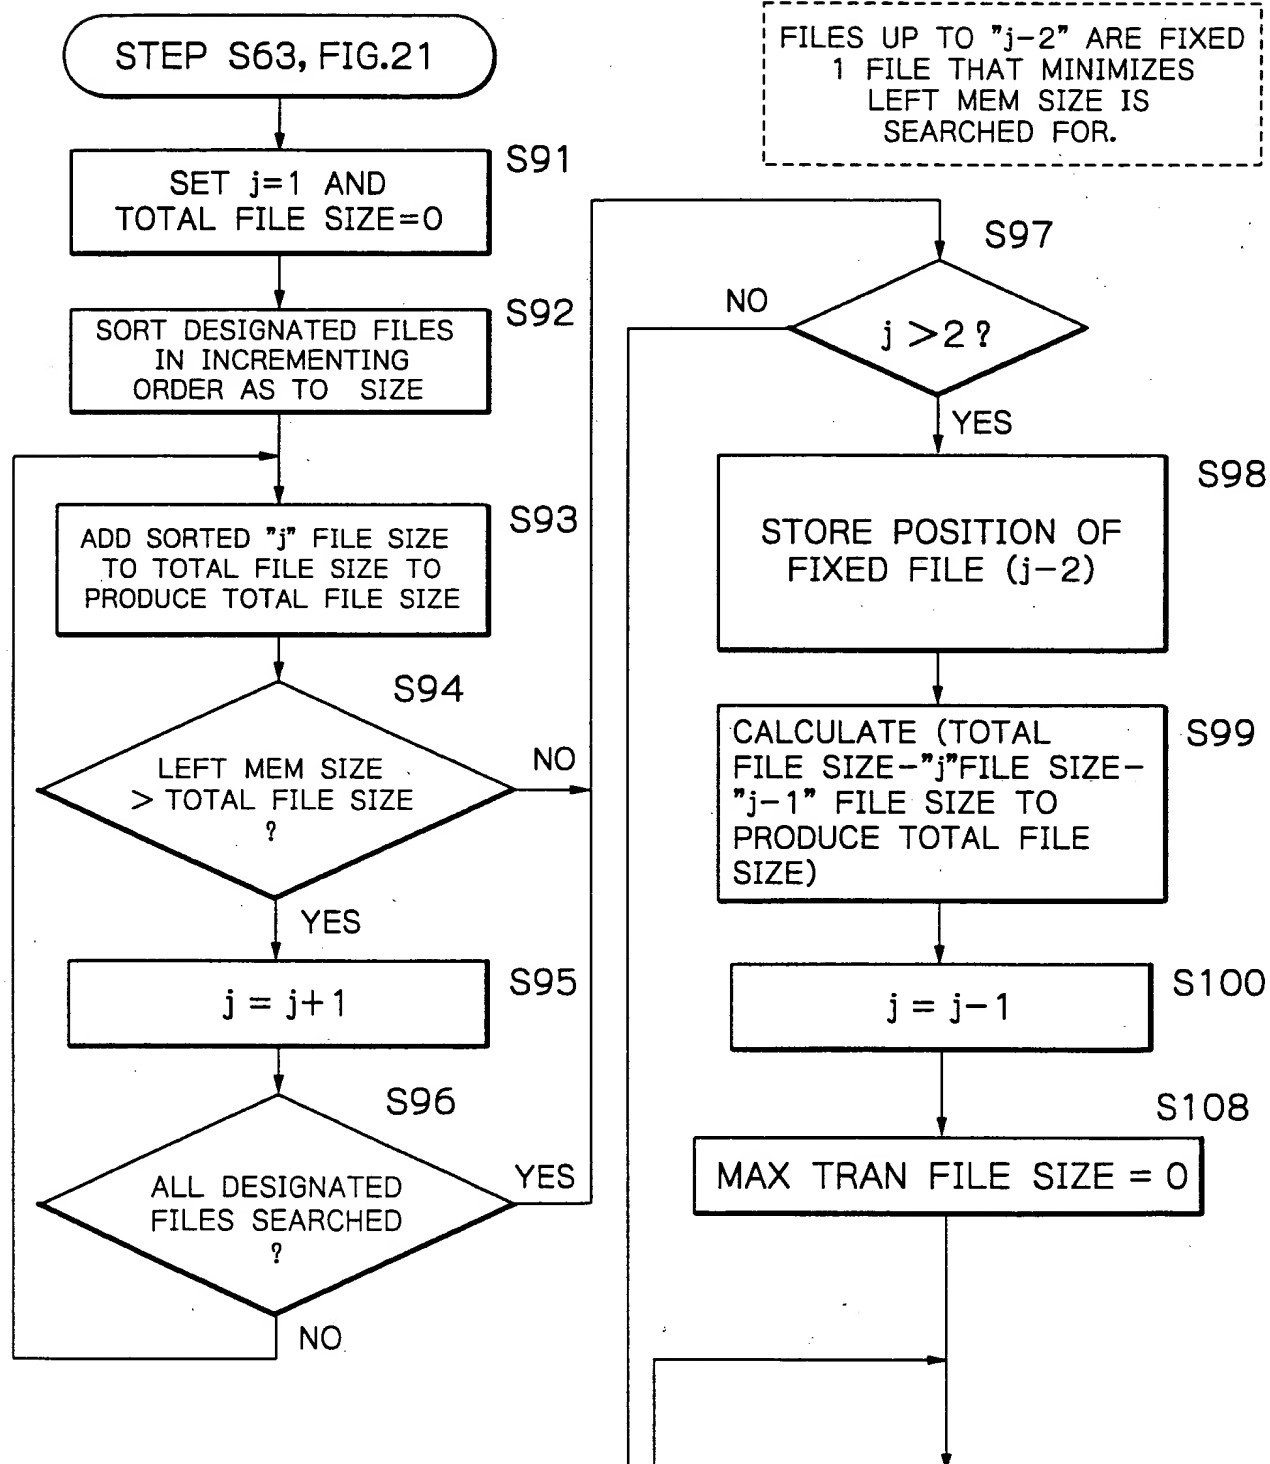 STEP S63, FIG.21
S91
SET j=1 AND
TOTAL FILE SIZE=0
S92
SORT DESIGNATED FILES
IN INCREMENTING
ORDER AS TO SIZE
S93
ADD SORTED "j" FILE SIZE
TO TOTAL FILE SIZE TO
PRODUCE TOTAL FILE SIZE
S94
LEFT MEM SIZE
> TOTAL FILE SIZE
?
NO
YES
S95
j = j+1
S96
ALL DESIGNATED
FILES SEARCHED
?
YES
NO
FILES UP TO "j-2" ARE FIXED
1 FILE THAT MINIMIZES
LEFT MEM SIZE IS
SEARCHED FOR.
S97
NO
j >2 ?
YES
S98
STORE POSITION OF
FIXED FILE (j-2)
S99
CALCULATE (TOTAL
FILE SIZE-"j"FILE SIZE-
"j-1" FILE SIZE TO
PRODUCE TOTAL FILE
SIZE)
S100
j = j-1
S108
MAX TRAN FILE SIZE = 0